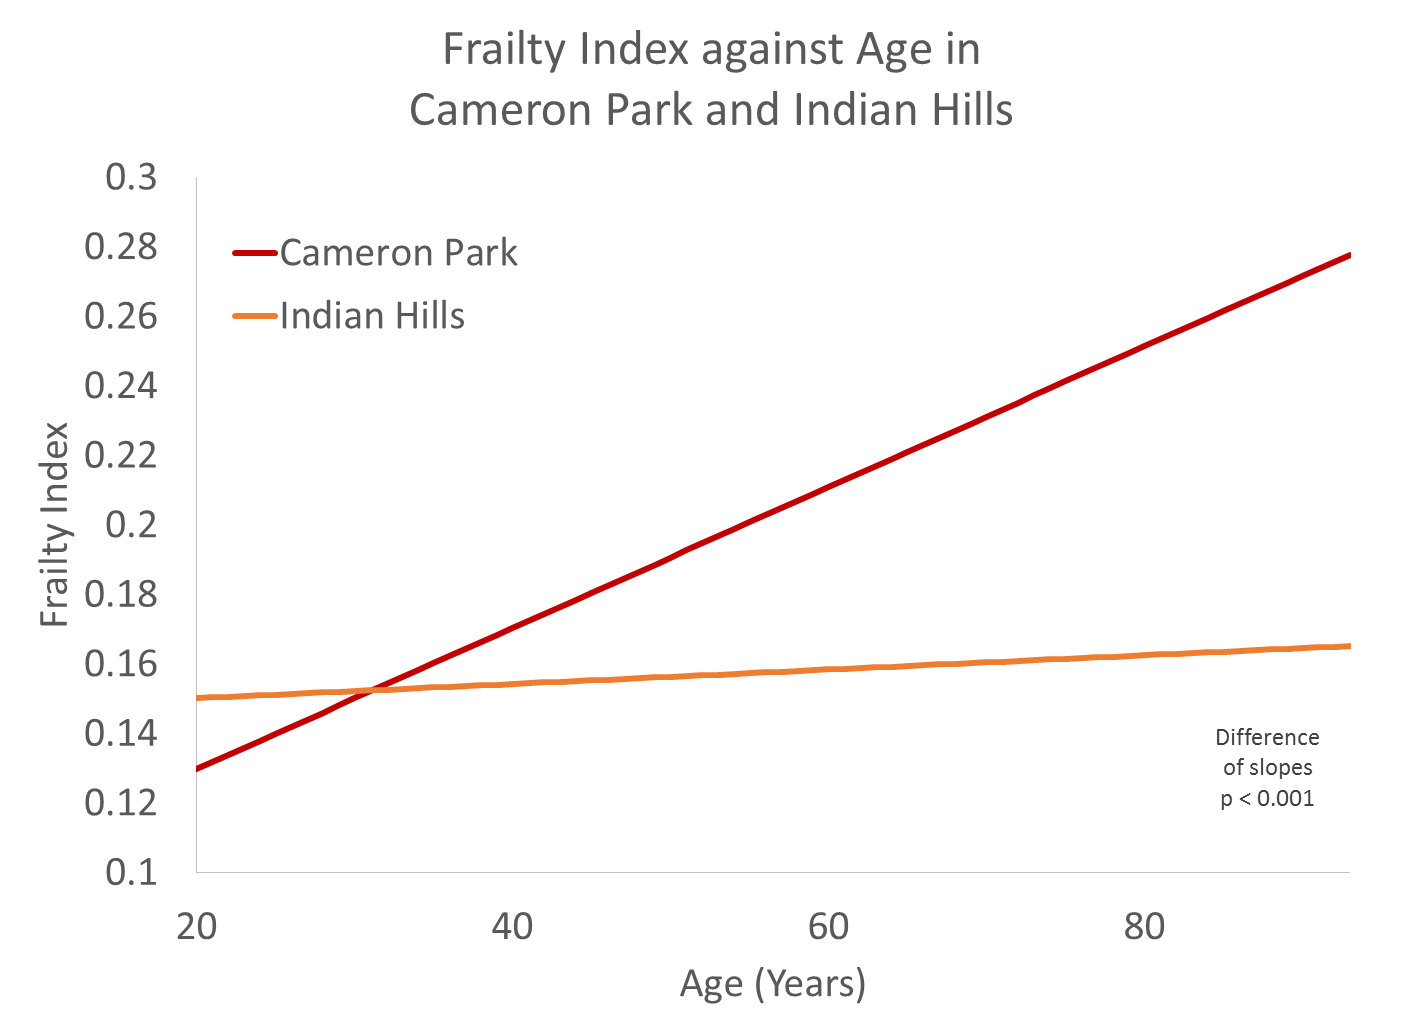 Frailty Index against Age in
Cameron Park and Indian Hills
0.3
0.28
0.26
0.24
0.22
0.2
0.18
0.16
0.14
0.12
0.1
Frailty Index
Cameron Park
Indian Hills
Difference
of slopes
p < 0.001
20 40 60 80
Age (Years)